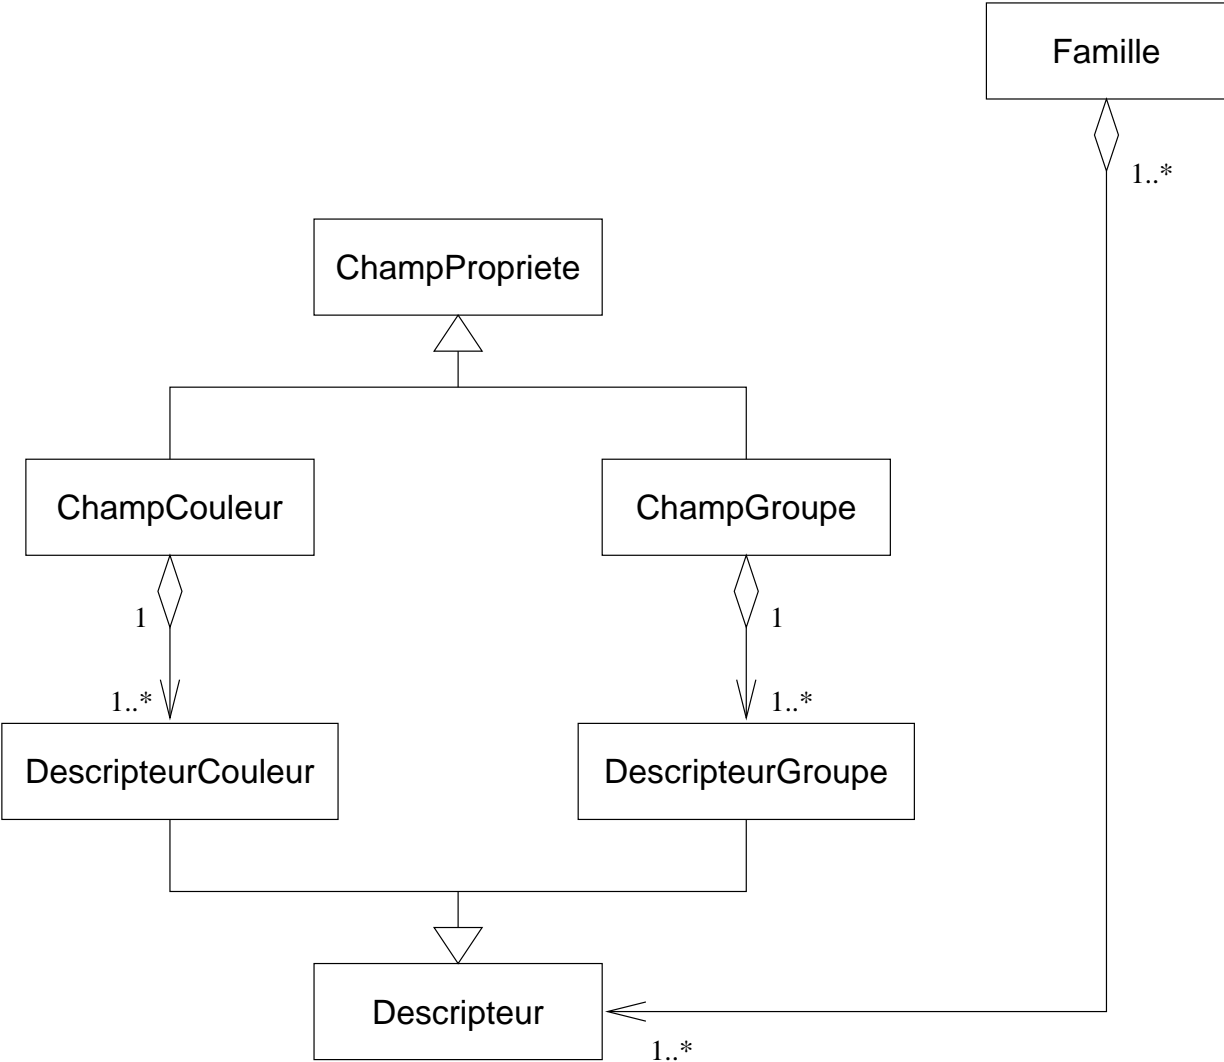 Famille
1..*
ChampPropriete
ChampCouleur
ChampGroupe
1
1
1..*
1..*
DescripteurCouleur
DescripteurGroupe
Descripteur
1..*